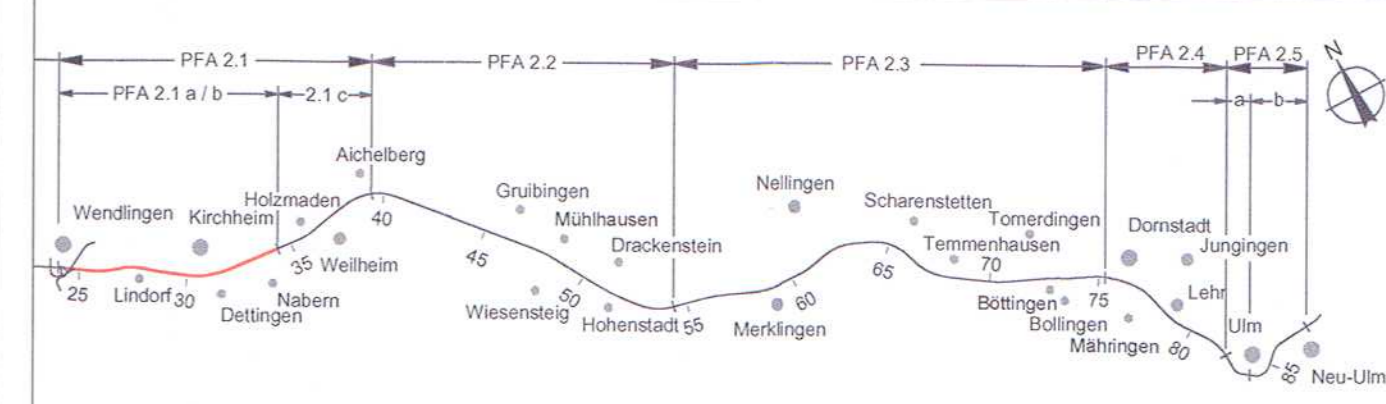 PFA 2.1
PFA 2.2
PFA 2.3
PFA 2.4
PFA 2.5
N
PFA 2.1 a / b
2.1 c
a
b
Aichelberg
Wendlingen
Kirchheim
Holzmaden
40
Gruibingen
Mühlhausen
Drackenstein
Nellingen
Scharenstetten
Tomerdingen
Dornstadt
Jungingen
25
Lindorf
30
Dettingen
Nabern
35
Weilheim
45
Wiesensteig
50
Hohenstadt
55
Merklingen
60
65
Temmenhausen
70
Böttingen
Bollingen
Mähringen
75
Lehr
80
Ulm
85
Neu-Ulm